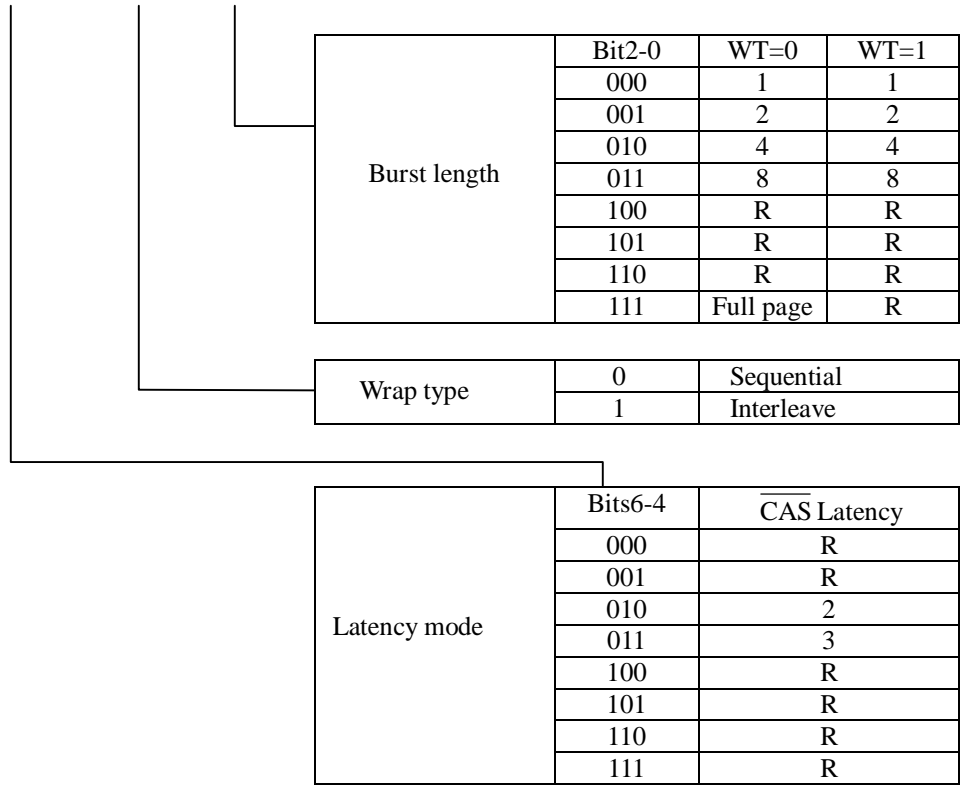 Bit2-0 WT=0 WT=1
000 1 1
001 2 2
010 4 4
Burst length 011 8 8
100 R R
101 R R
110 R R
111 Full page R
Wrap type 0 Sequential
1 Interleave
Bits6-4 C̅A̅S̅ Latency
000 R
001 R
010 2
Latency mode 011 3
100 R
101 R
110 R
111 R